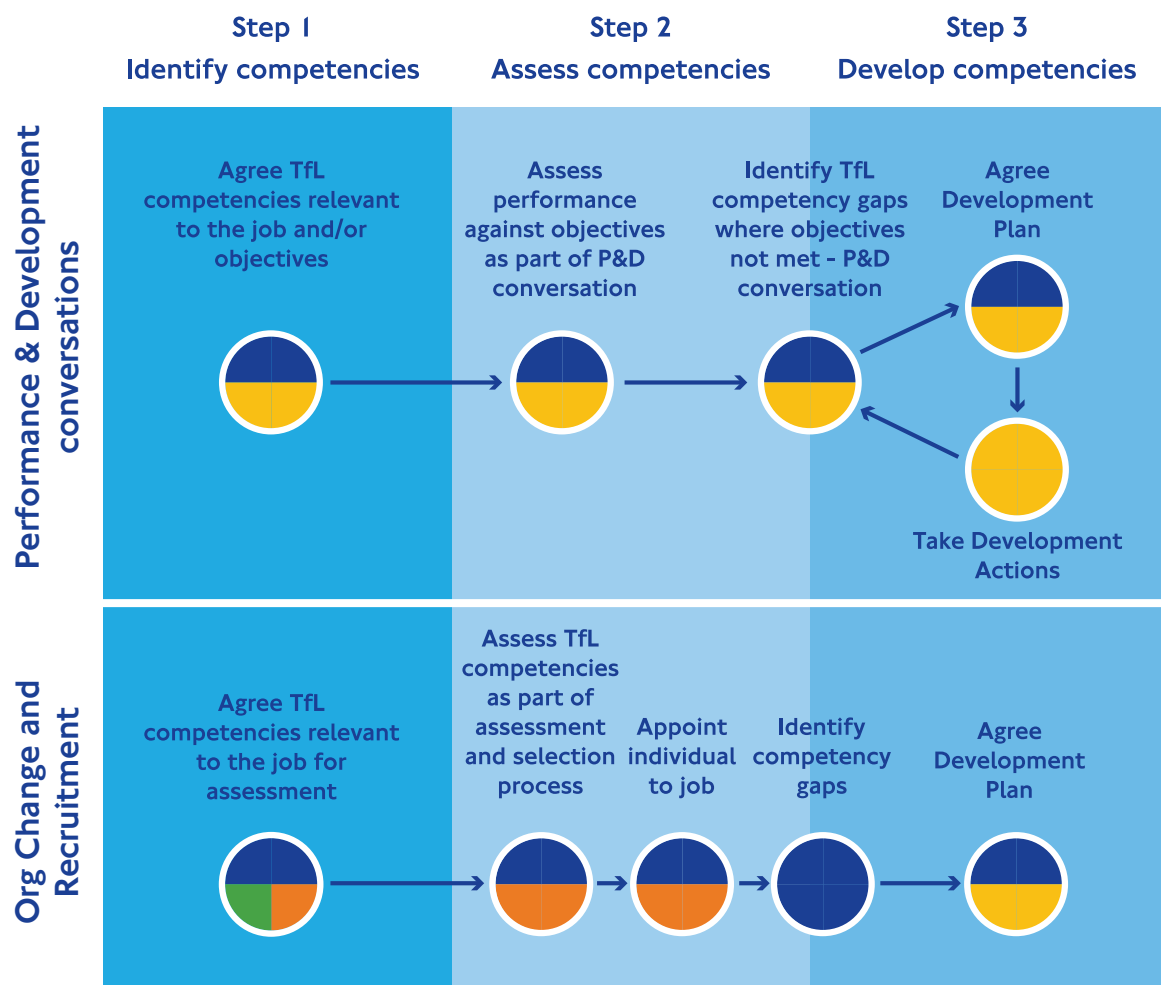 Step 1
Identify competencies
Step 2
Assess competencies
Step 3
Develop competencies
Performance & Development
conversations
Agree TfL
competencies relevant
to the job and/or
objectives
Assess
performance
against objectives
as part of P&D
conversation
Identify TfL
competency gaps
where objectives
not met - P&D
conversation
Agree
Development
Plan
Take Development
Actions
Org Change and
Recruitment
Agree TfL
competencies relevant
to the job for
assessment
Assess TfL
competencies
as part of
assessment
and selection
process
Appoint
individual
to job
Identify
competency
gaps
Agree
Development
Plan